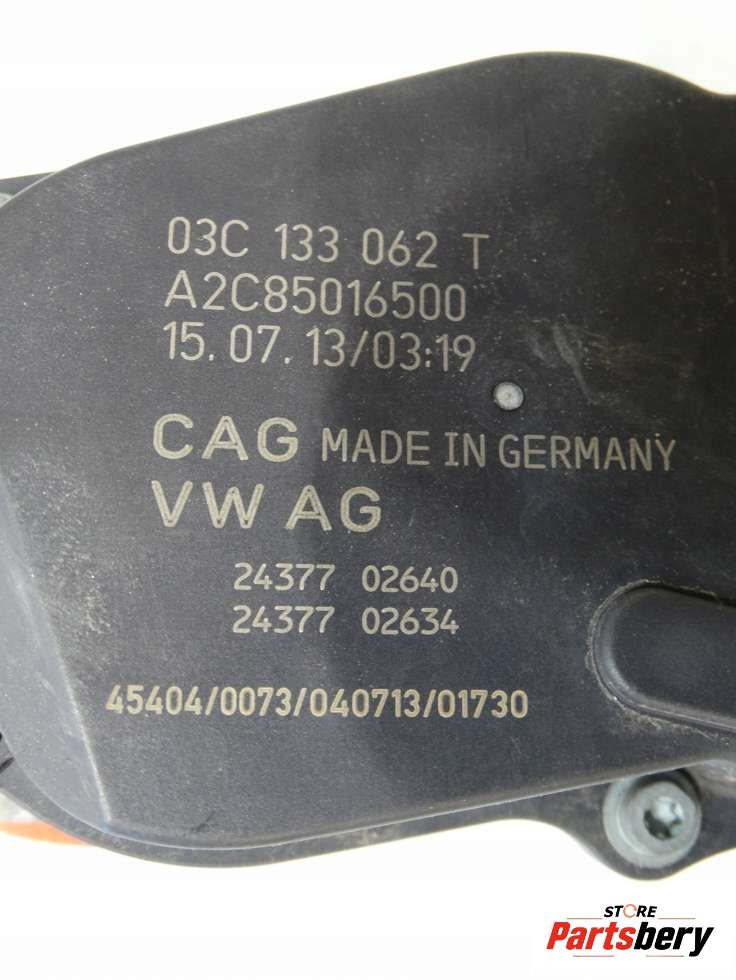 03C 133 062 T
A2C85016500
15.07.13/03:19
CAG MADE IN GERMANY
VW AG
24377 02640
24377 02634
45404/0073/040713/01730
STORE
Partsbery